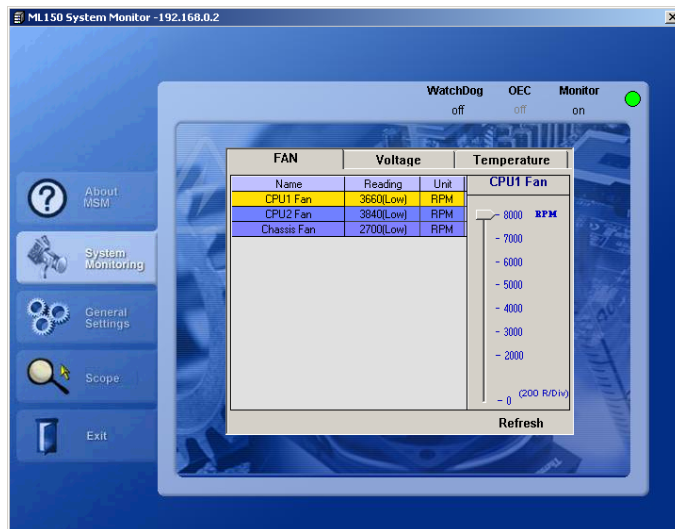 ML150 System Monitor -192.168.0.2
WatchDog OEC Monitor
off off on
FAN Voltage Temperature
Name Reading Unit
CPU1 Fan 3660(Low) RPM
CPU2 Fan 3840(Low) RPM
Chassis Fan 2700(Low) RPM
CPU1 Fan
8000 RPM
7000
6000
5000
4000
3000
2000
0 (200 R/Div)
Refresh
About
MSM
System
Monitoring
General
Settings
Scope
Exit